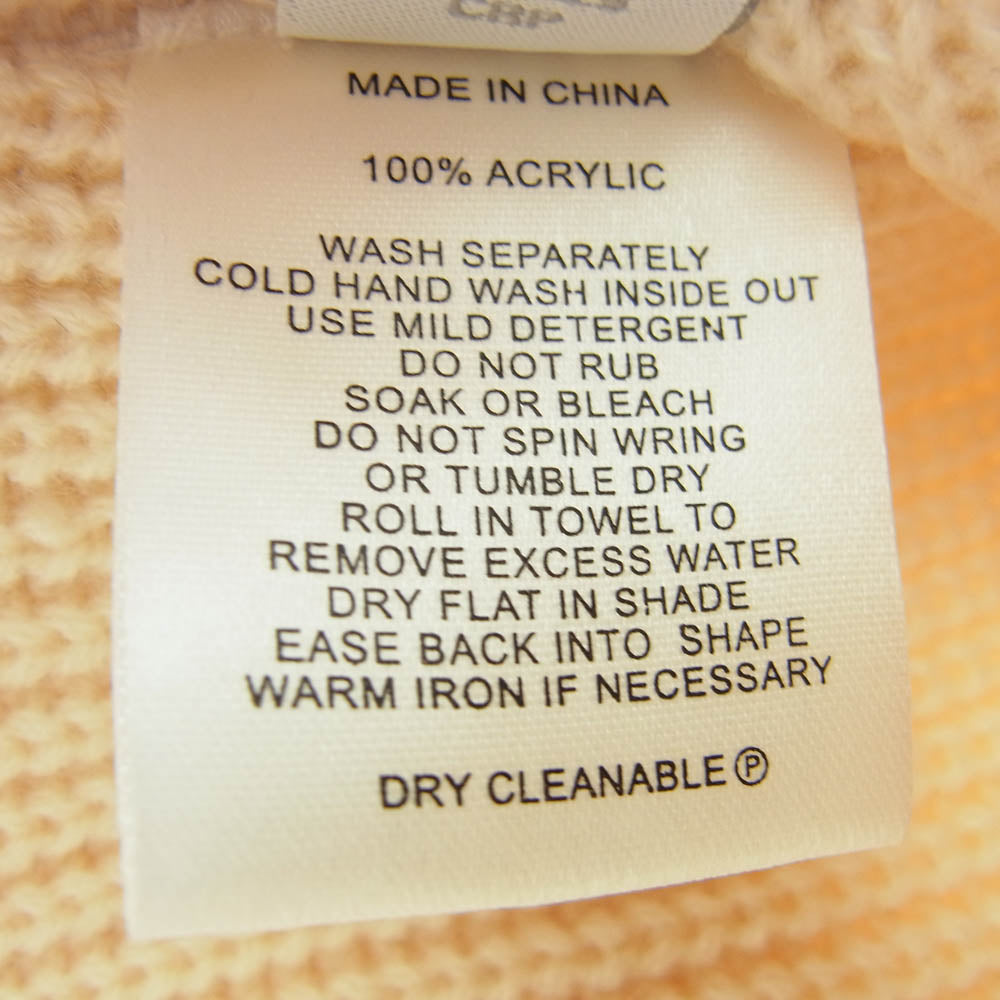 CBP
MADE IN CHINA
100% ACRYLIC
WASH SEPARATELY
COLD HAND WASH INSIDE OUT
USE MILD DETERGENT
DO NOT RUB
SOAK OR BLEACH
DO NOT SPIN WRING
OR TUMBLE DRY
ROLL IN TOWEL TO
REMOVE EXCESS WATER
DRY FLAT IN SHADE
EASE BACK INTO SHAPE
WARM IRON IF NECESSARY
DRY CLEANABLE Ⓟ